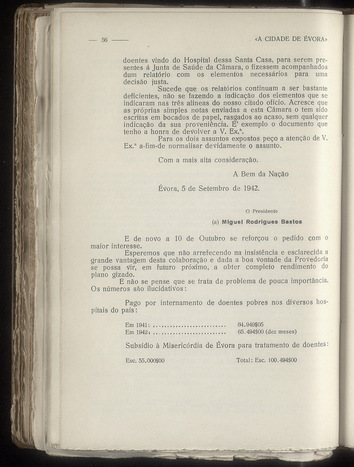 — 56 —
«A CIDADE DE ÉVORA»
doentes vindo do Hospital dessa Santa Casa, para serem pre-
sentes á Junta de Saúde da Câmara, o fizessem acompanhados
dum relatório com os elementos necessários para uma
decisão justa.
Sucede que os relatórios continuam a ser bastante
deficientes, não se fazendo a indicação dos elementos que se
indicaram nas três alíneas do nosso citado ofício. Acresce que
as próprias simples notas enviadas a esta Câmara o tem sido
escritas em bocados de papel, rasgados ao acaso, sem qualquer
indicação da sua proveniência. É exemplo o documento que
tenho a honra de devolver a V. Ex.ª.
Para os dois assuntos expostos peço a atenção de V.
Ex.ª a-fim-de normalisar devidamente o assunto.
Com a mais alta consideração.
A Bem da Nação
Évora, 5 de Setembro de 1942.
O Presidente
(a) Miguel Rodrigues Bastos
E de novo a 10 de Outubro se reforçou o pedido com o
maior interesse.
Esperemos que não arrefecendo na insistência e esclarecida a
grande vantagem desta colaboração e dada a boa vontade da Provedoria
se possa vir, em futuro próximo, a obter completo rendimento do
plano gizado.
E não se pense que se trata de problema de pouca importância.
Os números são ilucidativos:
Pago por internamento de doentes pobres nos diversos hos-
pitais do país:
Em 1941: ........................ 64.940$05
Em 1942: ........................ 65.494$00 (dez meses)
Subsídio à Misericórdia de Évora para tratamento de doentes:
Esc. 35.000$00 Total: Esc. 100.494$00